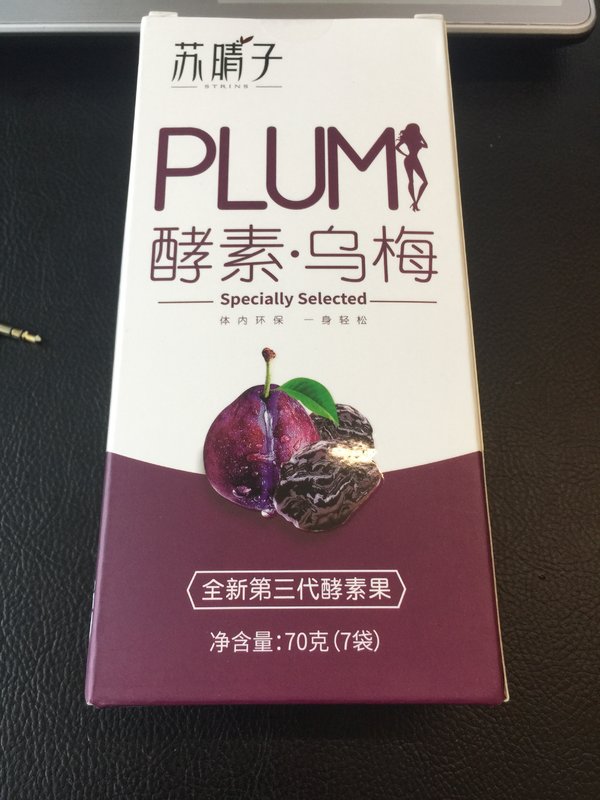 苏晴子
STRINS
PLUM
酵素·乌梅
Specially Selected
体内环保 一身轻松
全新第三代酵素果
净含量:70克(7袋)